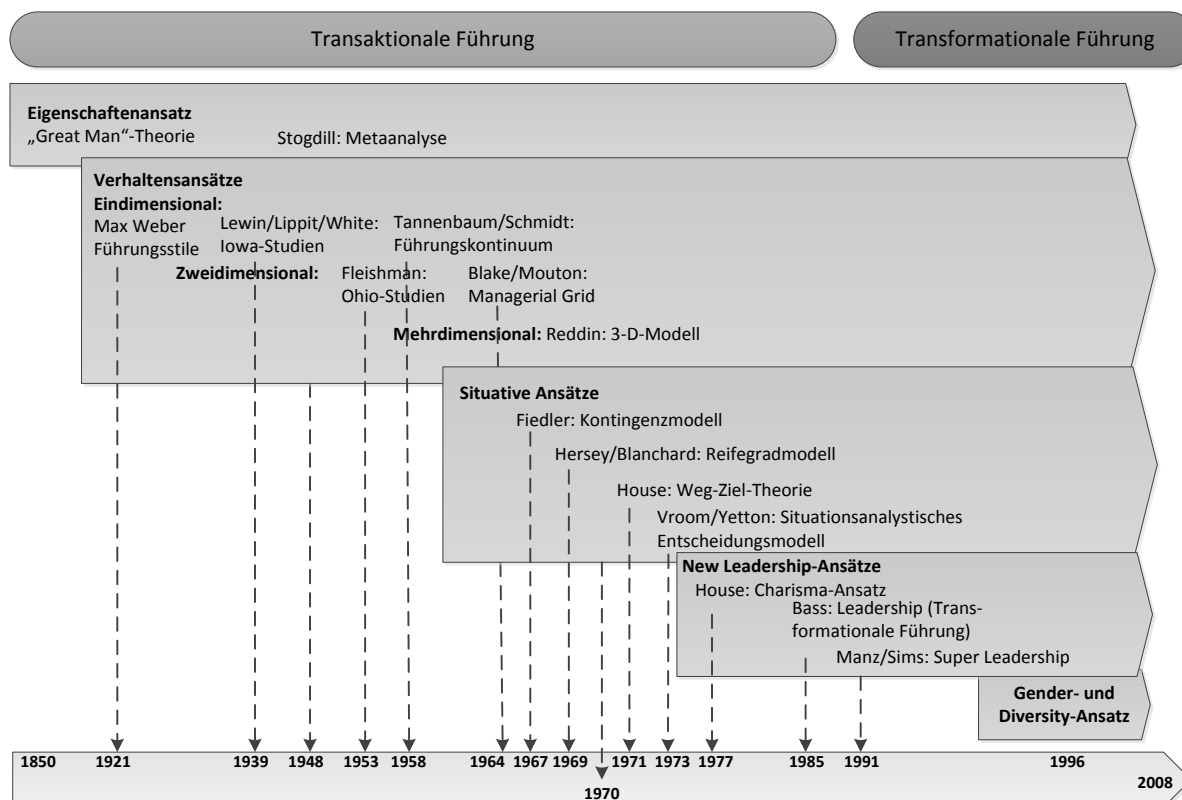 Transaktionale Führung
Transformationale Führung
Eigenschaftenansatz
„Great Man“-Theorie
Stogdill: Metaanalyse
Verhaltensansätze
Eindimensional:
Max Weber
Führungsstile
Lewin/Lippit/White:
Iowa-Studien
Tannenbaum/Schmidt:
Führungskontinuum
Zweidimensional:
Fleishman:
Ohio-Studien
Blake/Mouton:
Managerial Grid
Mehrdimensional: Reddin: 3-D-Modell
Situative Ansätze
Fiedler: Kontingenzmodell
Hersey/Blanchard: Reifegradmodell
House: Weg-Ziel-Theorie
Vroom/Yetton: Situationsanalystisches
Entscheidungsmodell
New Leadership-Ansätze
House: Charisma-Ansatz
Bass: Leadership (Trans-
formationale Führung)
Manz/Sims: Super Leadership
Gender- und
Diversity-Ansatz
1850 1921 1939 1948 1953 1958 1964 1967 1969 1971 1973 1977 1985 1991 1996
2008
1970